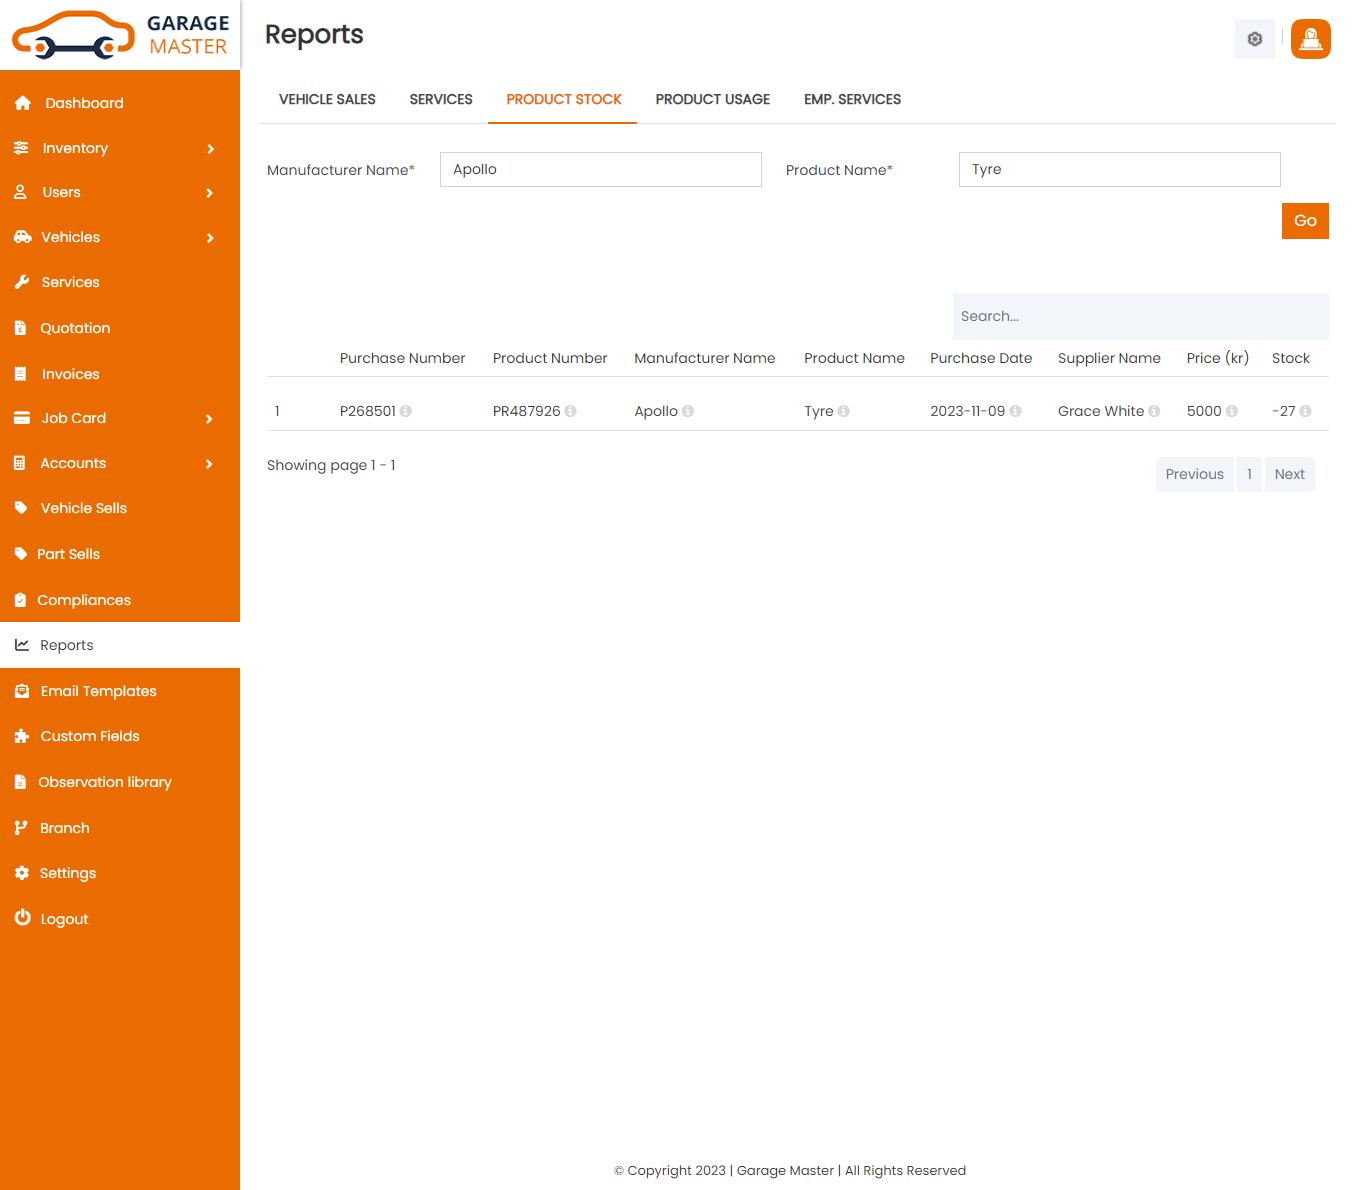 GARAGE
MASTER
Reports
Dashboard
Inventory
Users
Vehicles
Services
Quotation
Invoices
Job Card
Accounts
Vehicle Sells
Part Sells
Compliances
Reports
Email Templates
Custom Fields
Observation library
Branch
Settings
Logout
VEHICLE SALES SERVICES PRODUCT STOCK PRODUCT USAGE EMP. SERVICES
Manufacturer Name* Apollo Product Name* Tyre
Go
Search...
Purchase Number Product Number Manufacturer Name Product Name Purchase Date Supplier Name Price (kr) Stock
1 P268501 PR487926 Apollo Tyre 2023-11-09 Grace White 5000 -27
Showing page 1 - 1
Previous 1 Next
© Copyright 2023 | Garage Master | All Rights Reserved